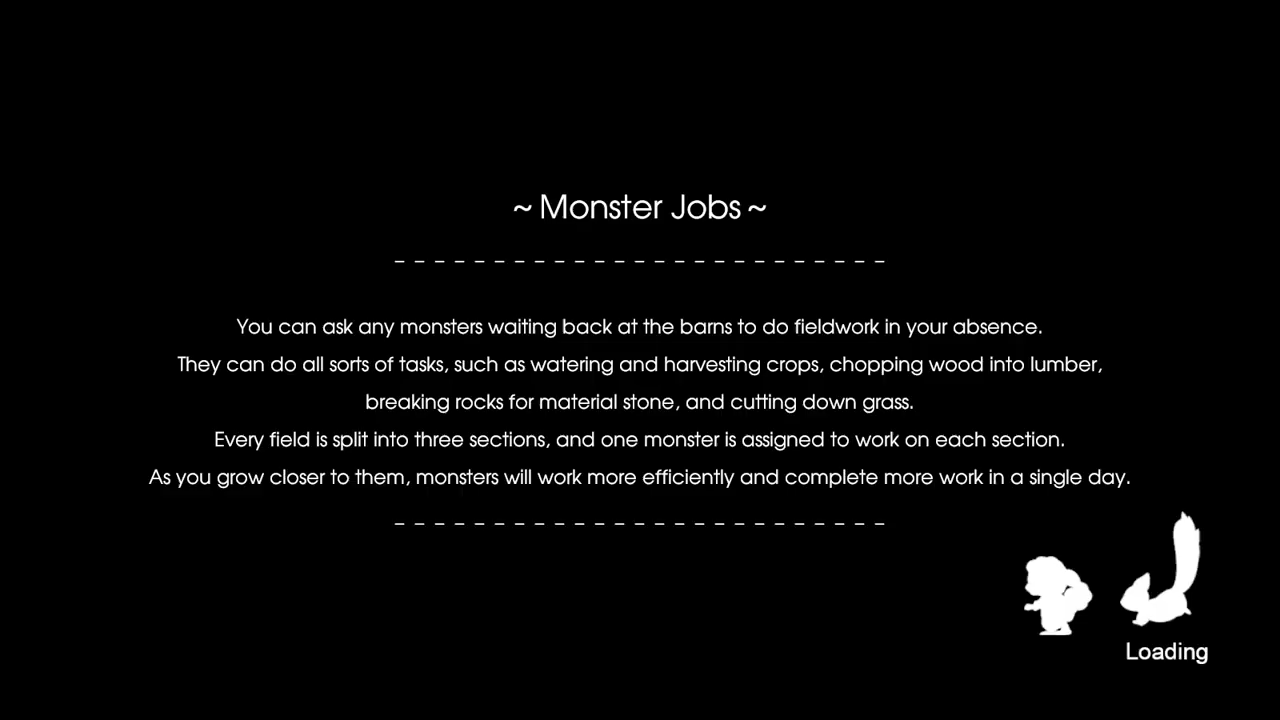 ~ Monster Jobs ~
_ _ _ _ _ _ _ _ _ _ _ _ _ _ _ _ _ _ _ _ _ _ _ _ _
You can ask any monsters waiting back at the barns to do fieldwork in your absence.
They can do all sorts of tasks, such as watering and harvesting crops, chopping wood into lumber,
breaking rocks for material stone, and cutting down grass.
Every field is split into three sections, and one monster is assigned to work on each section.
As you grow closer to them, monsters will work more efficiently and complete more work in a single day.
_ _ _ _ _ _ _ _ _ _ _ _ _ _ _ _ _ _ _ _ _ _ _ _ _
Loading